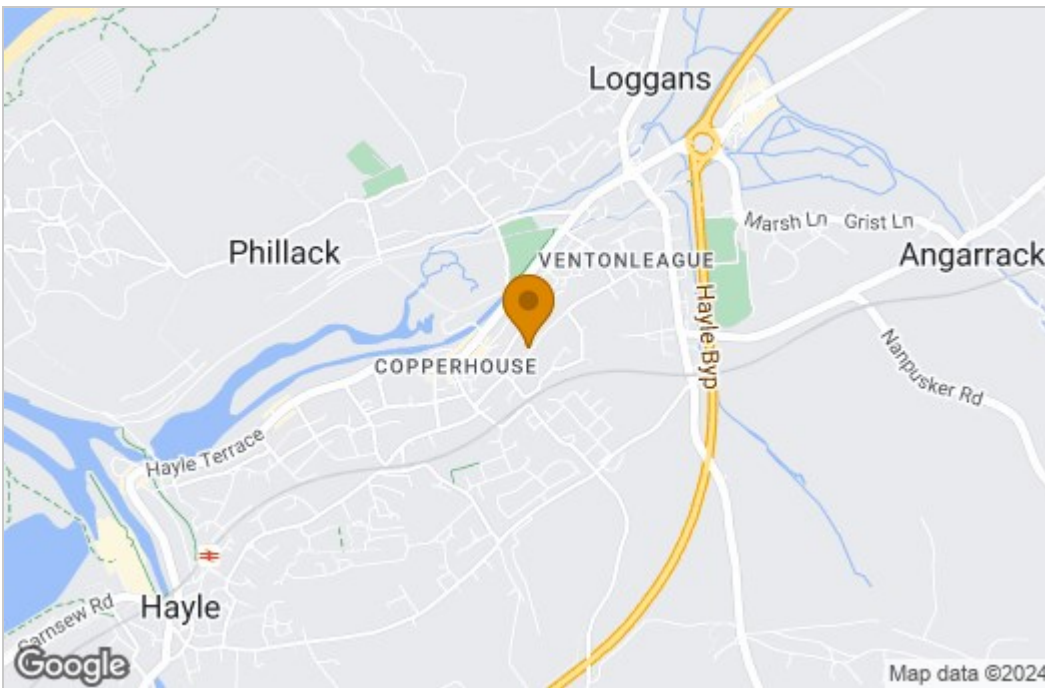 Loggans
Marsh Ln
Grist Ln
Phillack
Angarrack
VENTONLEAGUE
Hayle Byp
Nanpusker Rd
COPPERHOUSE
Hayle Terrace
Hayle
Carnsew Rd
Google
Map data ©2024